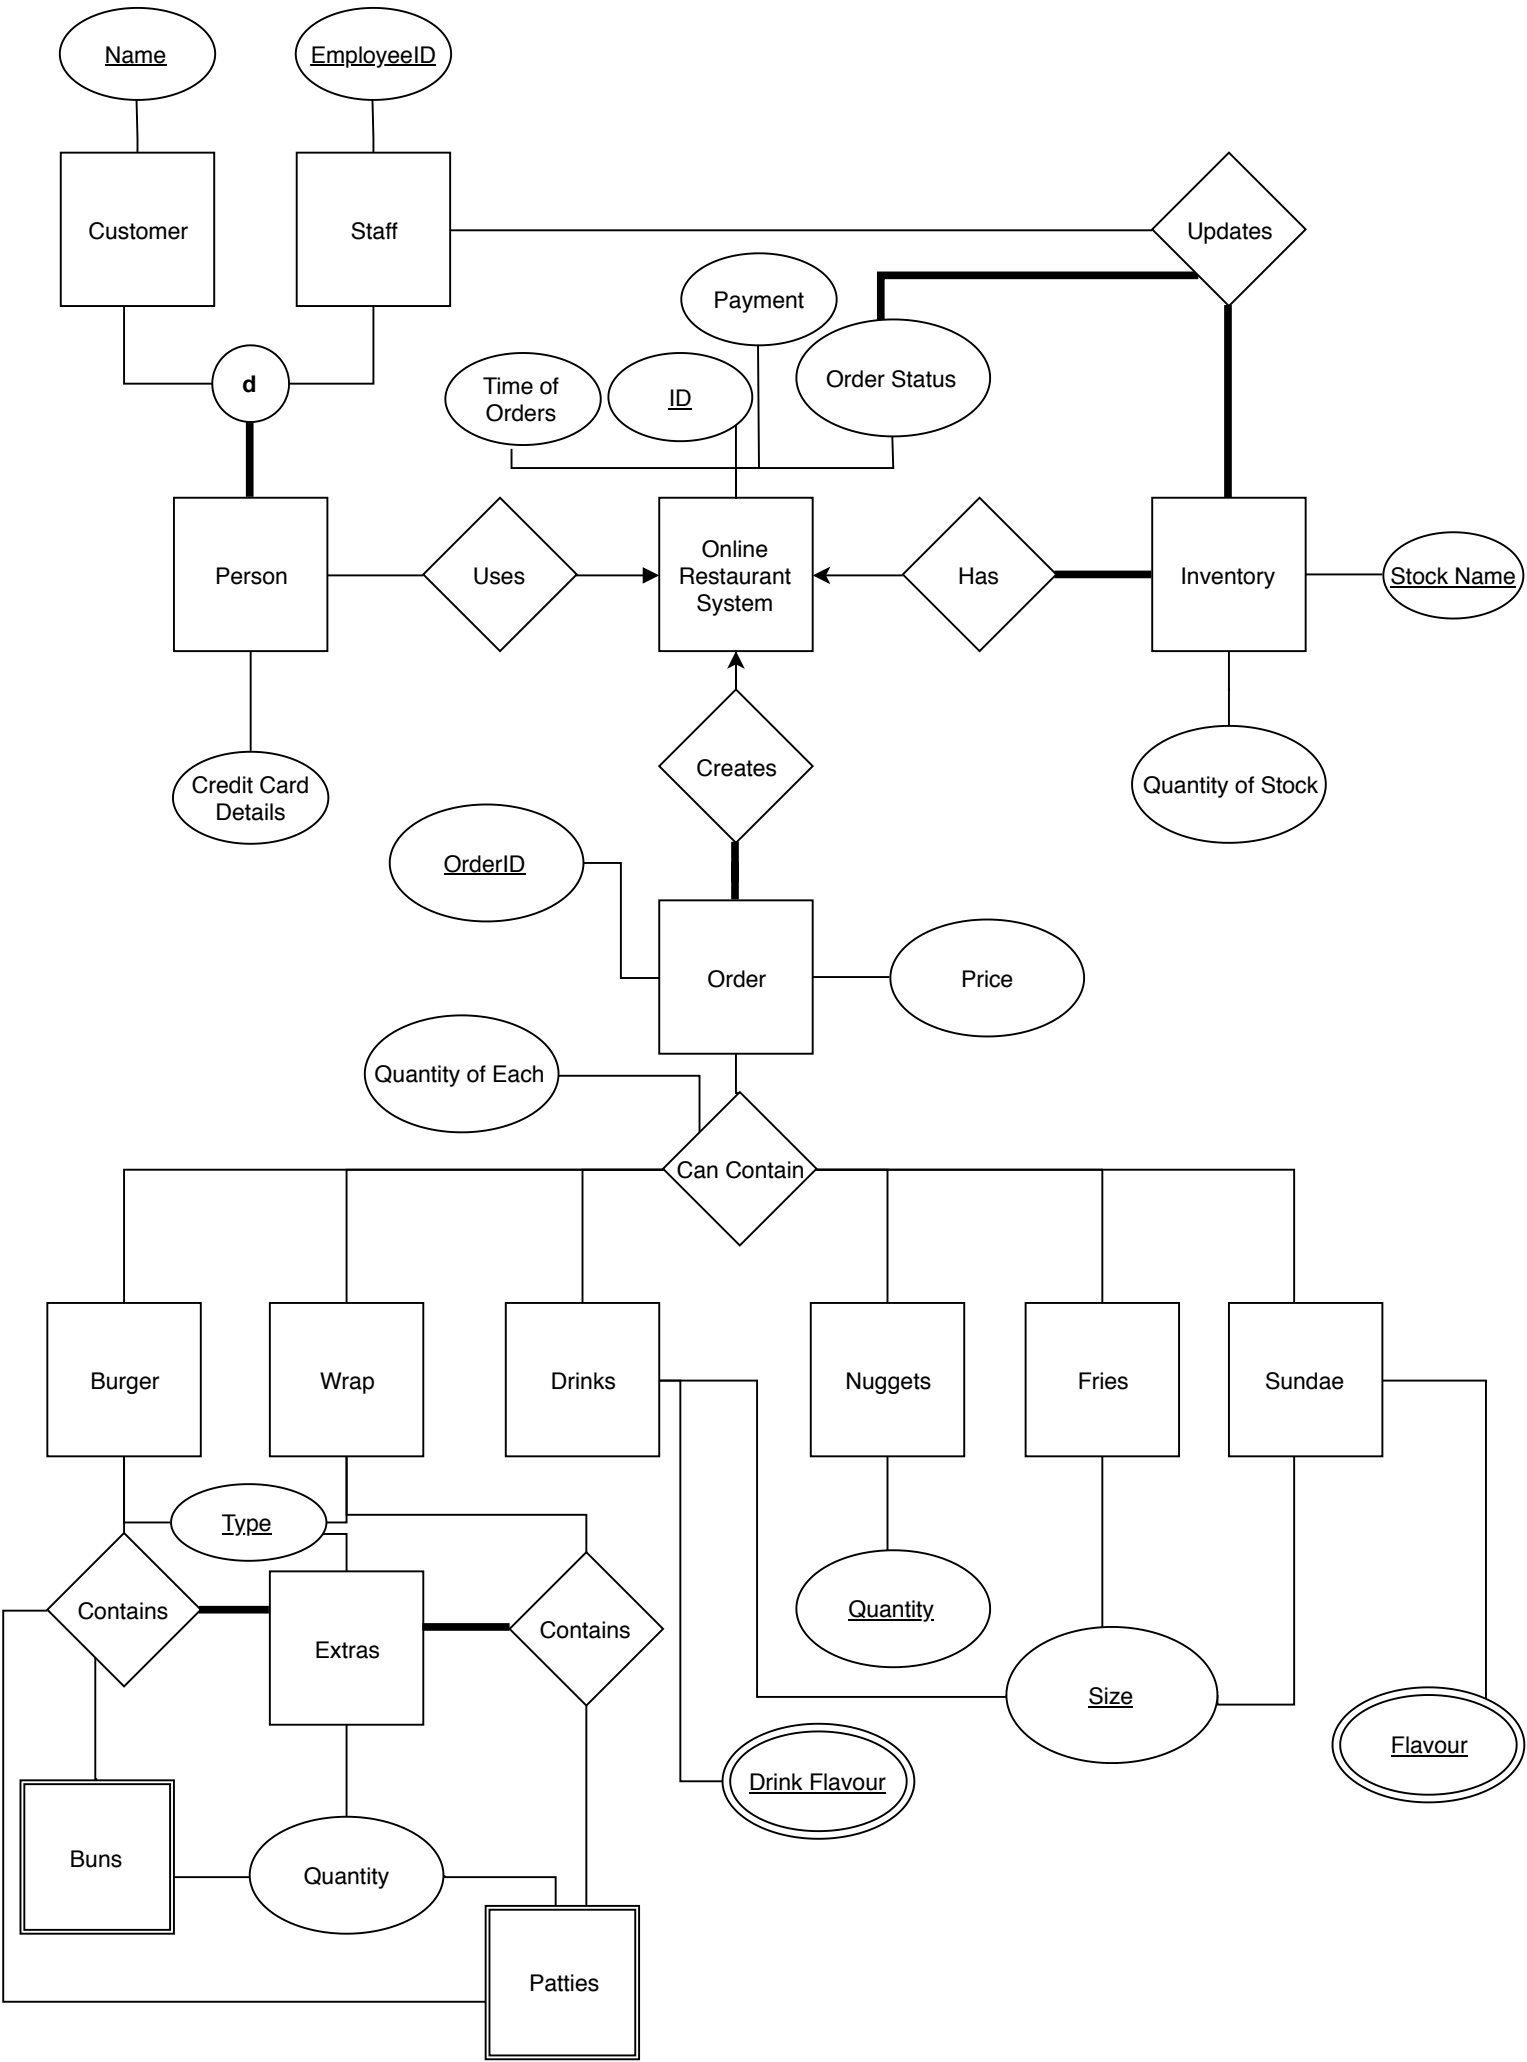 Name
EmployeeID
Customer
Staff
Updates
Payment
Order Status
Time of
Orders
ID
d
Person
Uses
Online
Restaurant
System
Has
Inventory
Stock Name
Credit Card
Details
Creates
Quantity of Stock
OrderID
Order
Price
Quantity of Each
Can Contain
Burger
Wrap
Drinks
Nuggets
Fries
Sundae
Type
Contains
Extras
Contains
Quantity
Size
Drink Flavour
Flavour
Buns
Quantity
Patties